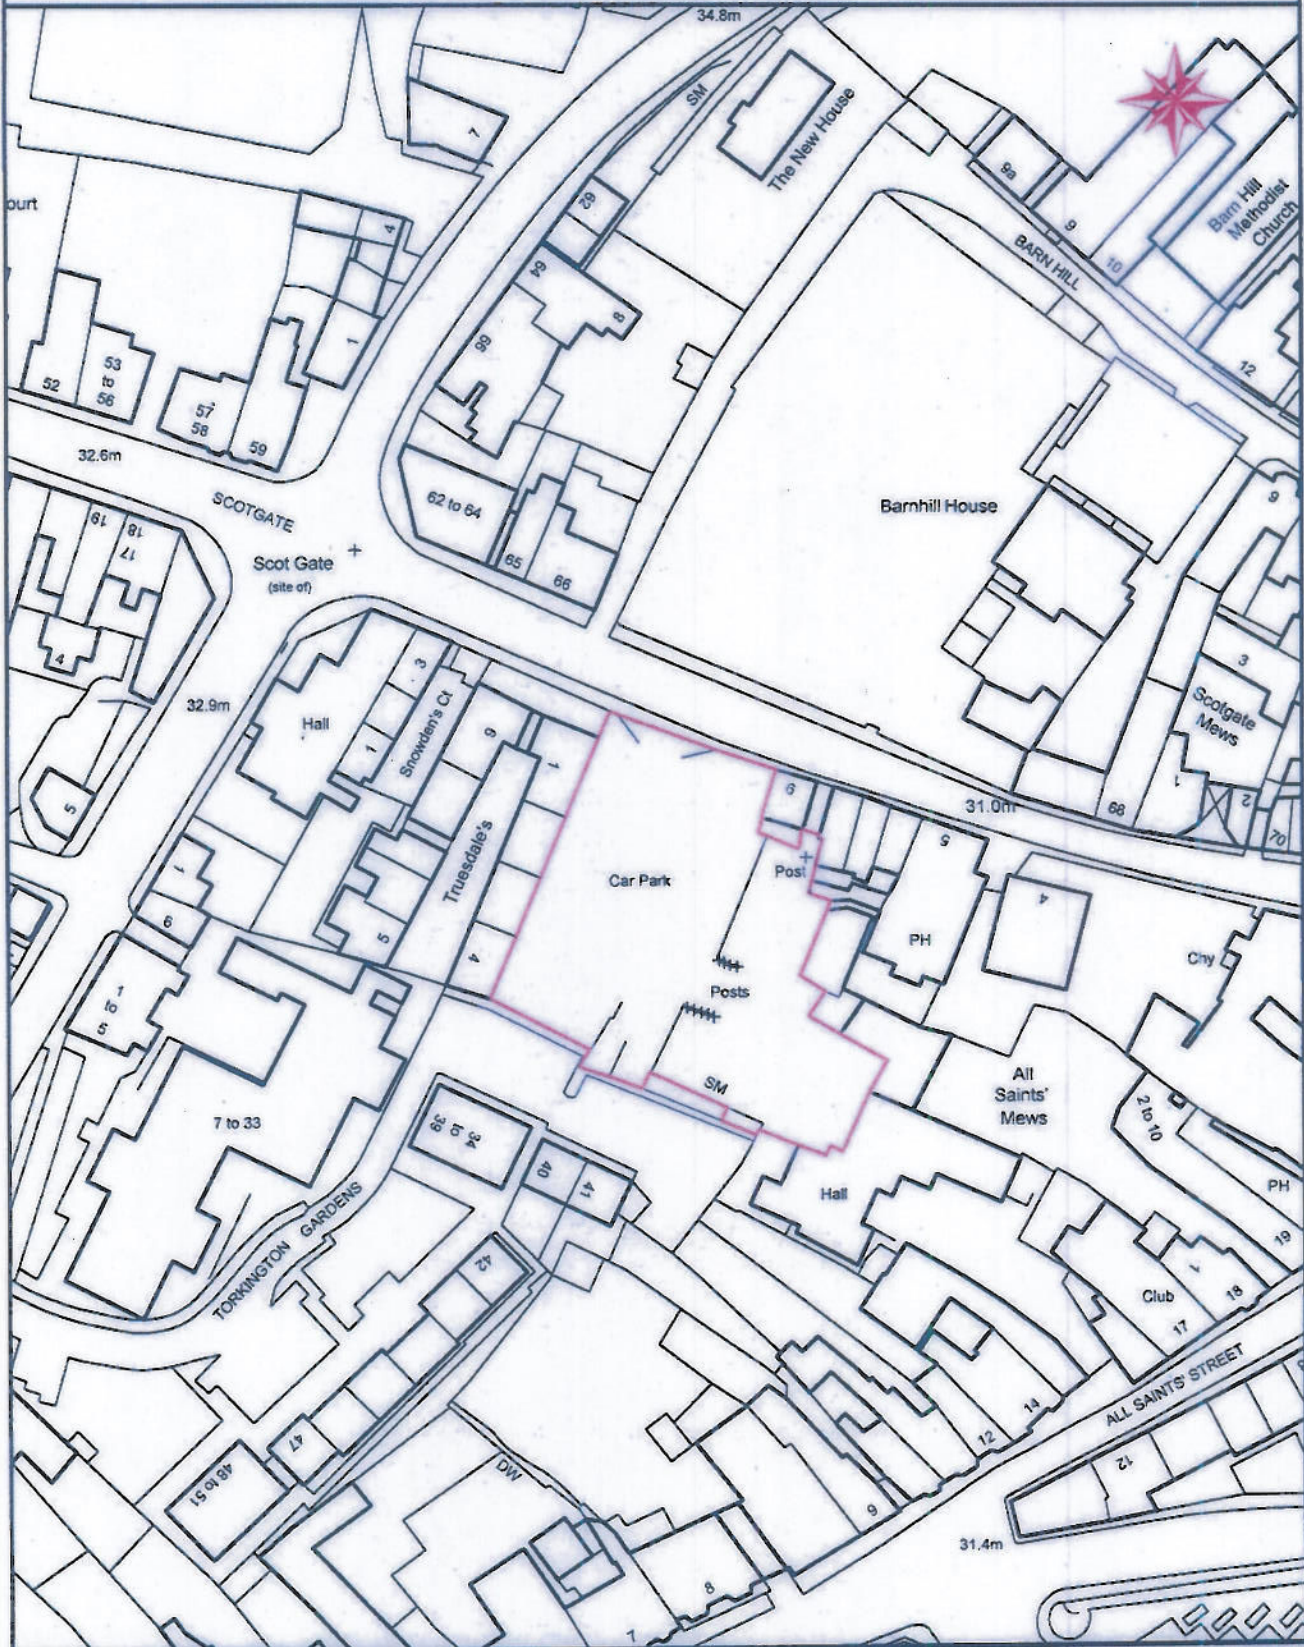 34.8m
SM
7
The New House
9a
9
10
Barn Hill
Methodist
Church
BARN HILL
12
ourt
4
62
64
8
66
1
52
53
to
56
57
58
59
32.6m
SCOTGATE
Scot Gate
(site of)
62 to 64
65
66
Barnhill House
19
18
17
4
5
32.9m
Hall
3
1
Snowden's Ct
6
1
Truesdale's
5
4
1
6
Car Park
Post
Posts
SM
PH
5
4
31.0m
68
1
2
70
3
Scotgate
Mews
Chy
All
Saints'
Mews
2 to 10
PH
19
1
18
17
Club
1
to
5
7 to 33
34
to
39
40
41
42
47
48 to 51
TORKINGTON GARDENS
Hall
ALL SAINTS' STREET
14
12
12
9
8
7
DW
31.4m